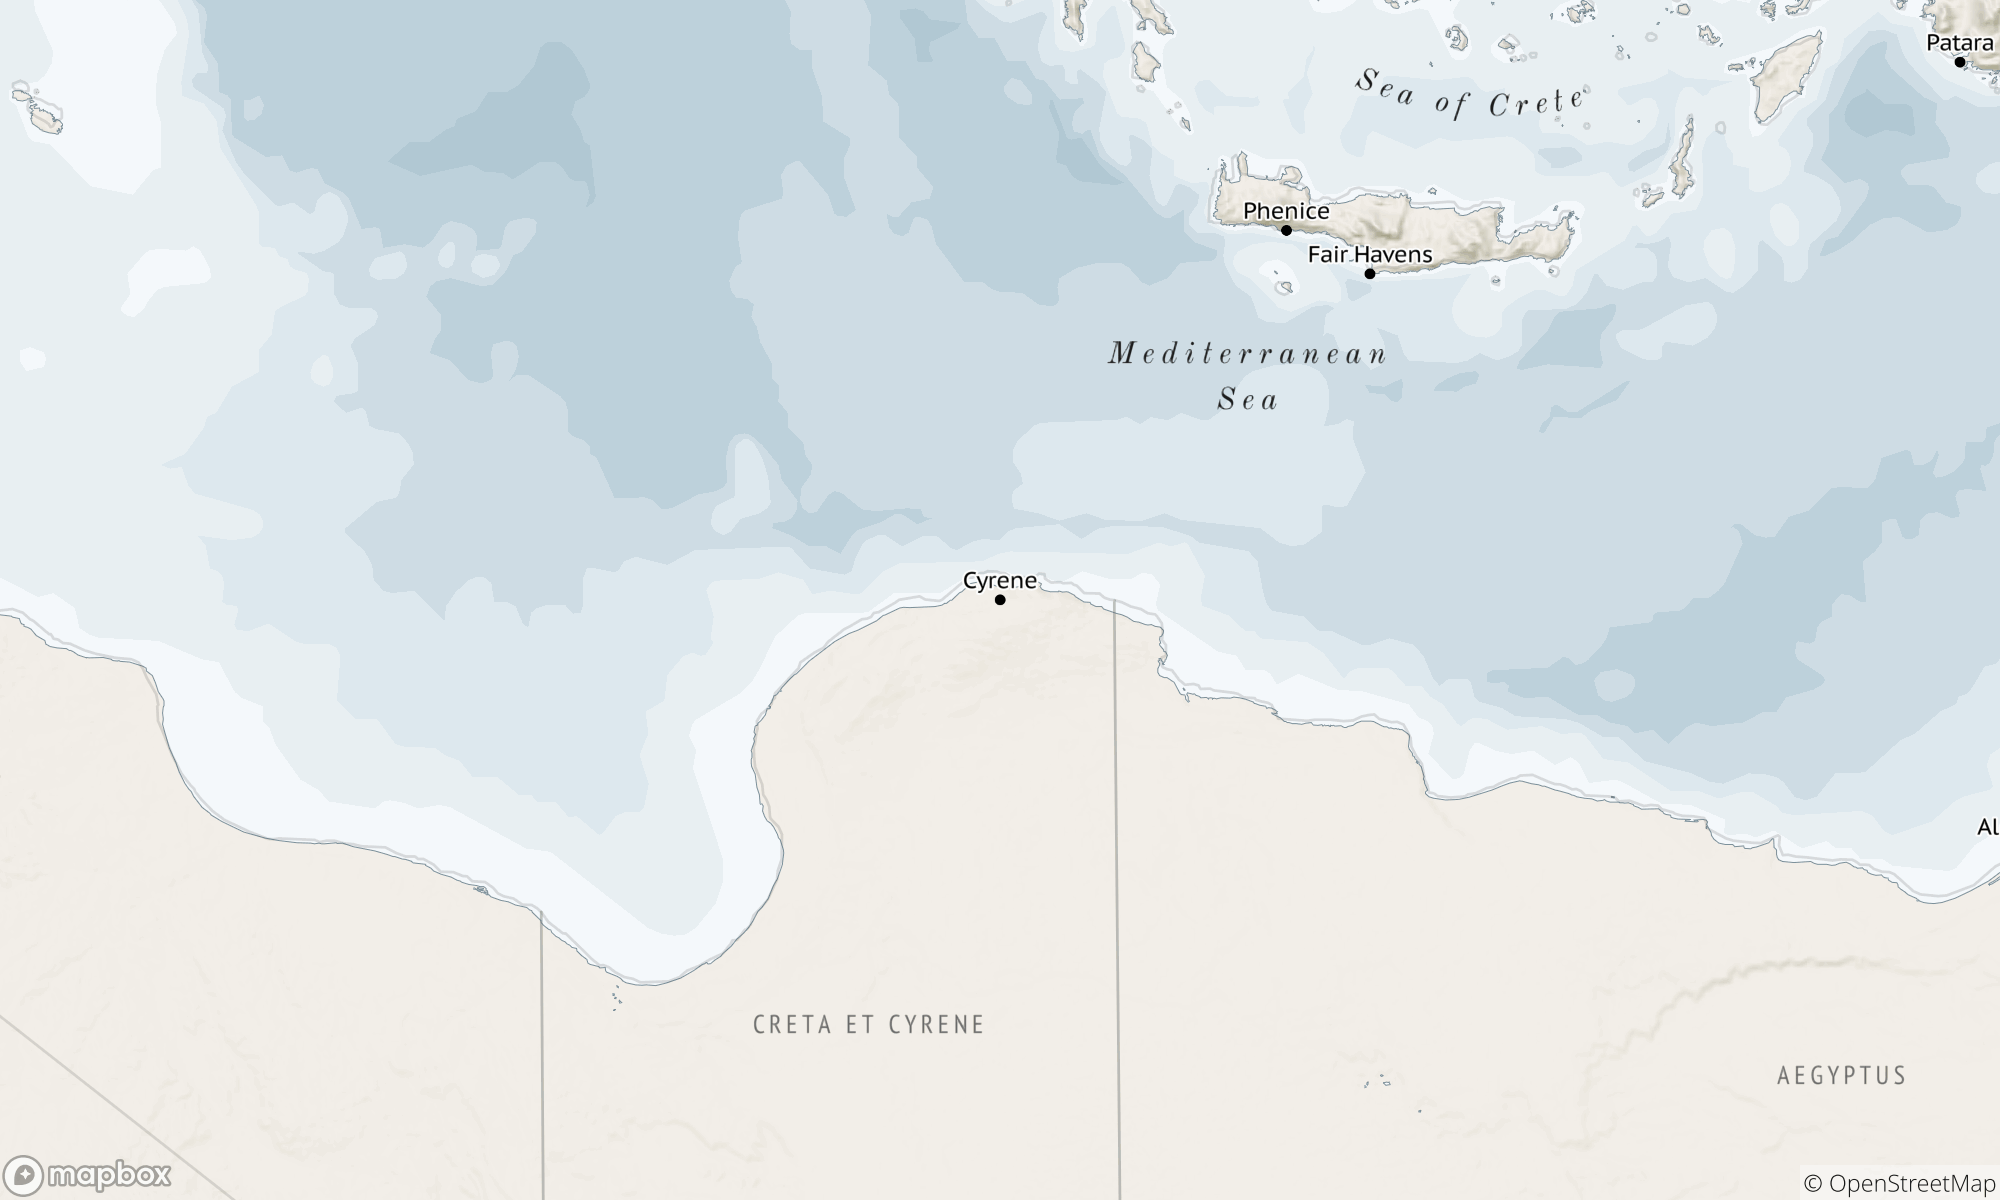 Patara
Sea of Crete
Phenice
Fair Havens
Mediterranean
Sea
Cyrene
Al
CRETA ET CYRENE
AEGYPTUS
mapbox
© OpenStreetMap